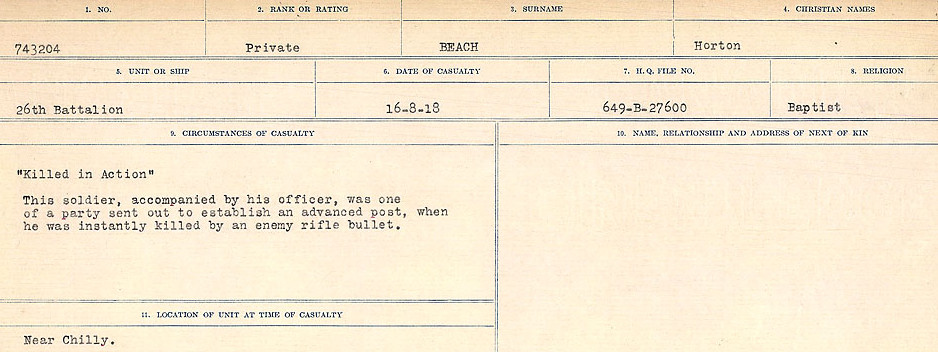 1. NO. 2. RANK OR RATING 3. SURNAME 4. CHRISTIAN NAMES
743204 Private BEACH Horton
5. UNIT OR SHIP 6. DATE OF CASUALTY 7. H. Q. FILE NO. 8. RELIGION
26th Battalion 16-8-18 649-B-27600 Baptist
9. CIRCUMSTANCES OF CASUALTY
"Killed in Action"
This soldier, accompanied by his officer, was one
of a party sent out to establish an advanced post, when
he was instantly killed by an enemy rifle bullet.
10. NAME, RELATIONSHIP AND ADDRESS OF NEXT OF KIN
11. LOCATION OF UNIT AT TIME OF CASUALTY
Near Chilly.